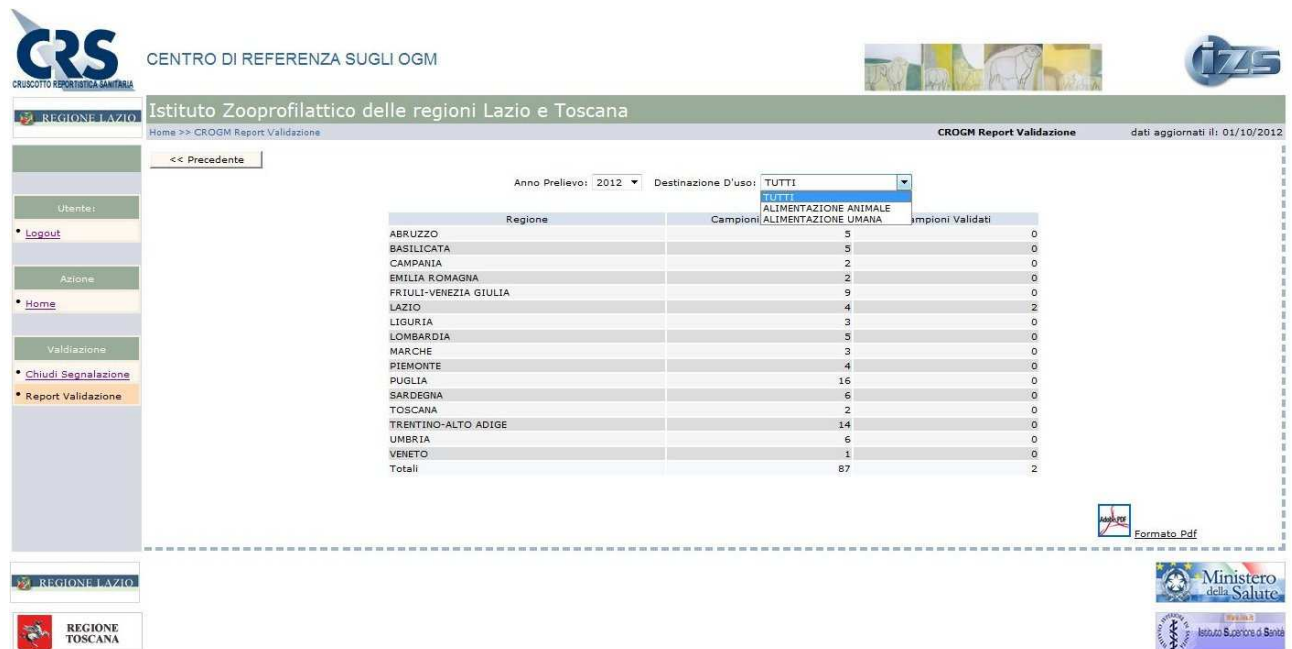 CRS
CRUSCOTTO REPORTISTICA SANITARIA
CENTRO DI REFERENZA SUGLI OGM
izs
REGIONE LAZIO
Istituto Zooprofilattico delle regioni Lazio e Toscana
Home >> CROGM Report Validazione
CROGM Report Validazione
dati aggiornati il: 01/10/2012
<< Precedente
Anno Prelievo: 2012 Destinazione D'uso: TUTTI
TUTTI
ALIMENTAZIONE ANIMALE
ALIMENTAZIONE UMANA
Utente:
Logout
Azione
Home
Valdiazione
Chiudi Segnalazione
Report Validazione
Regione Campioni ampioni Validati
ABRUZZO 5 0
BASILICATA 5 0
CAMPANIA 2 0
EMILIA ROMAGNA 2 0
FRIULI-VENEZIA GIULIA 9 0
LAZIO 4 2
LIGURIA 3 0
LOMBARDIA 5 0
MARCHE 3 0
PIEMONTE 4 0
PUGLIA 16 0
SARDEGNA 6 0
TOSCANA 2 0
TRENTINO-ALTO ADIGE 14 0
UMBRIA 6 0
VENETO 1 0
Totali 87 2
Adobe PDF
Formato Pdf
REGIONE LAZIO
Ministero
della Salute
REGIONE
TOSCANA
Istituto Superiore di Sanità